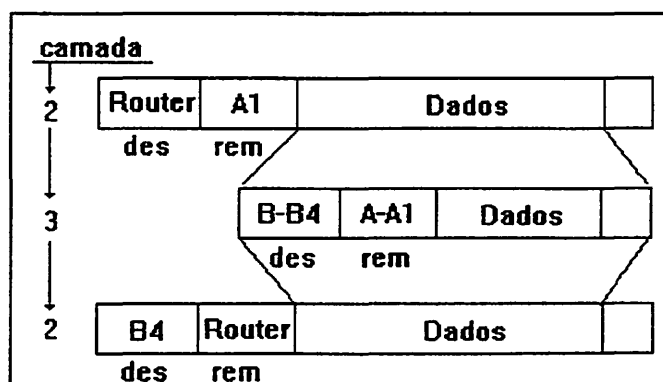 camada
2 Router A1 Dados
des rem
3 B-B4 A-A1 Dados
des rem
2 B4 Router Dados
des rem